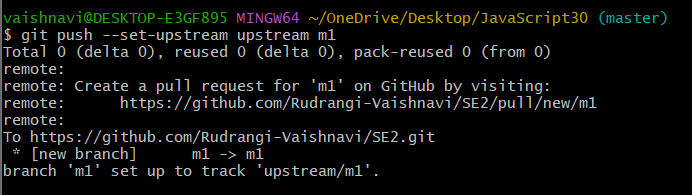 vaishnavi@DESKTOP-E3GF895 MINGW64 ~/OneDrive/Desktop/JavaScript30 (master)
$ git push --set-upstream upstream m1
Total 0 (delta 0), reused 0 (delta 0), pack-reused 0 (from 0)
remote:
remote: Create a pull request for 'm1' on GitHub by visiting:
remote:      https://github.com/Rudrangi-Vaishnavi/SE2/pull/new/m1
remote:
To https://github.com/Rudrangi-Vaishnavi/SE2.git
 * [new branch]      m1 -> m1
branch 'm1' set up to track 'upstream/m1'.